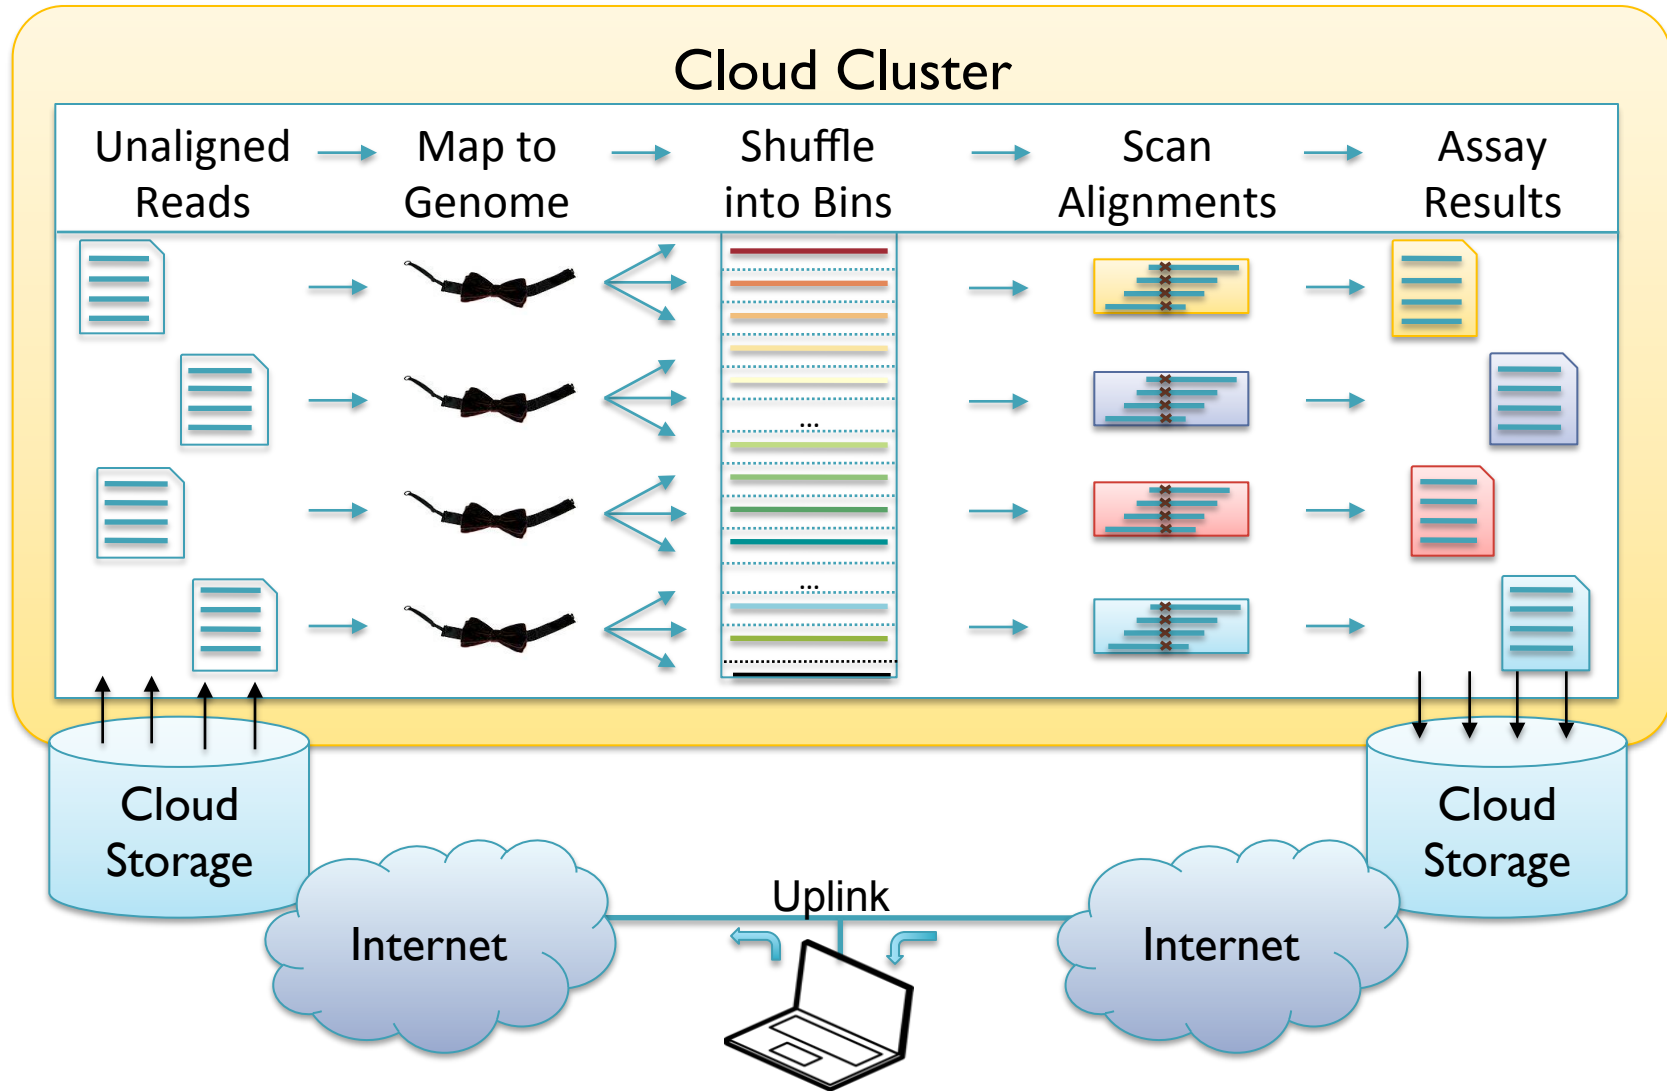 Cloud Cluster
Unaligned
Reads
Map to
Genome
Shuffle
into Bins
Scan
Alignments
Assay
Results
...
...
Cloud
Storage
Cloud
Storage
Uplink
Internet
Internet